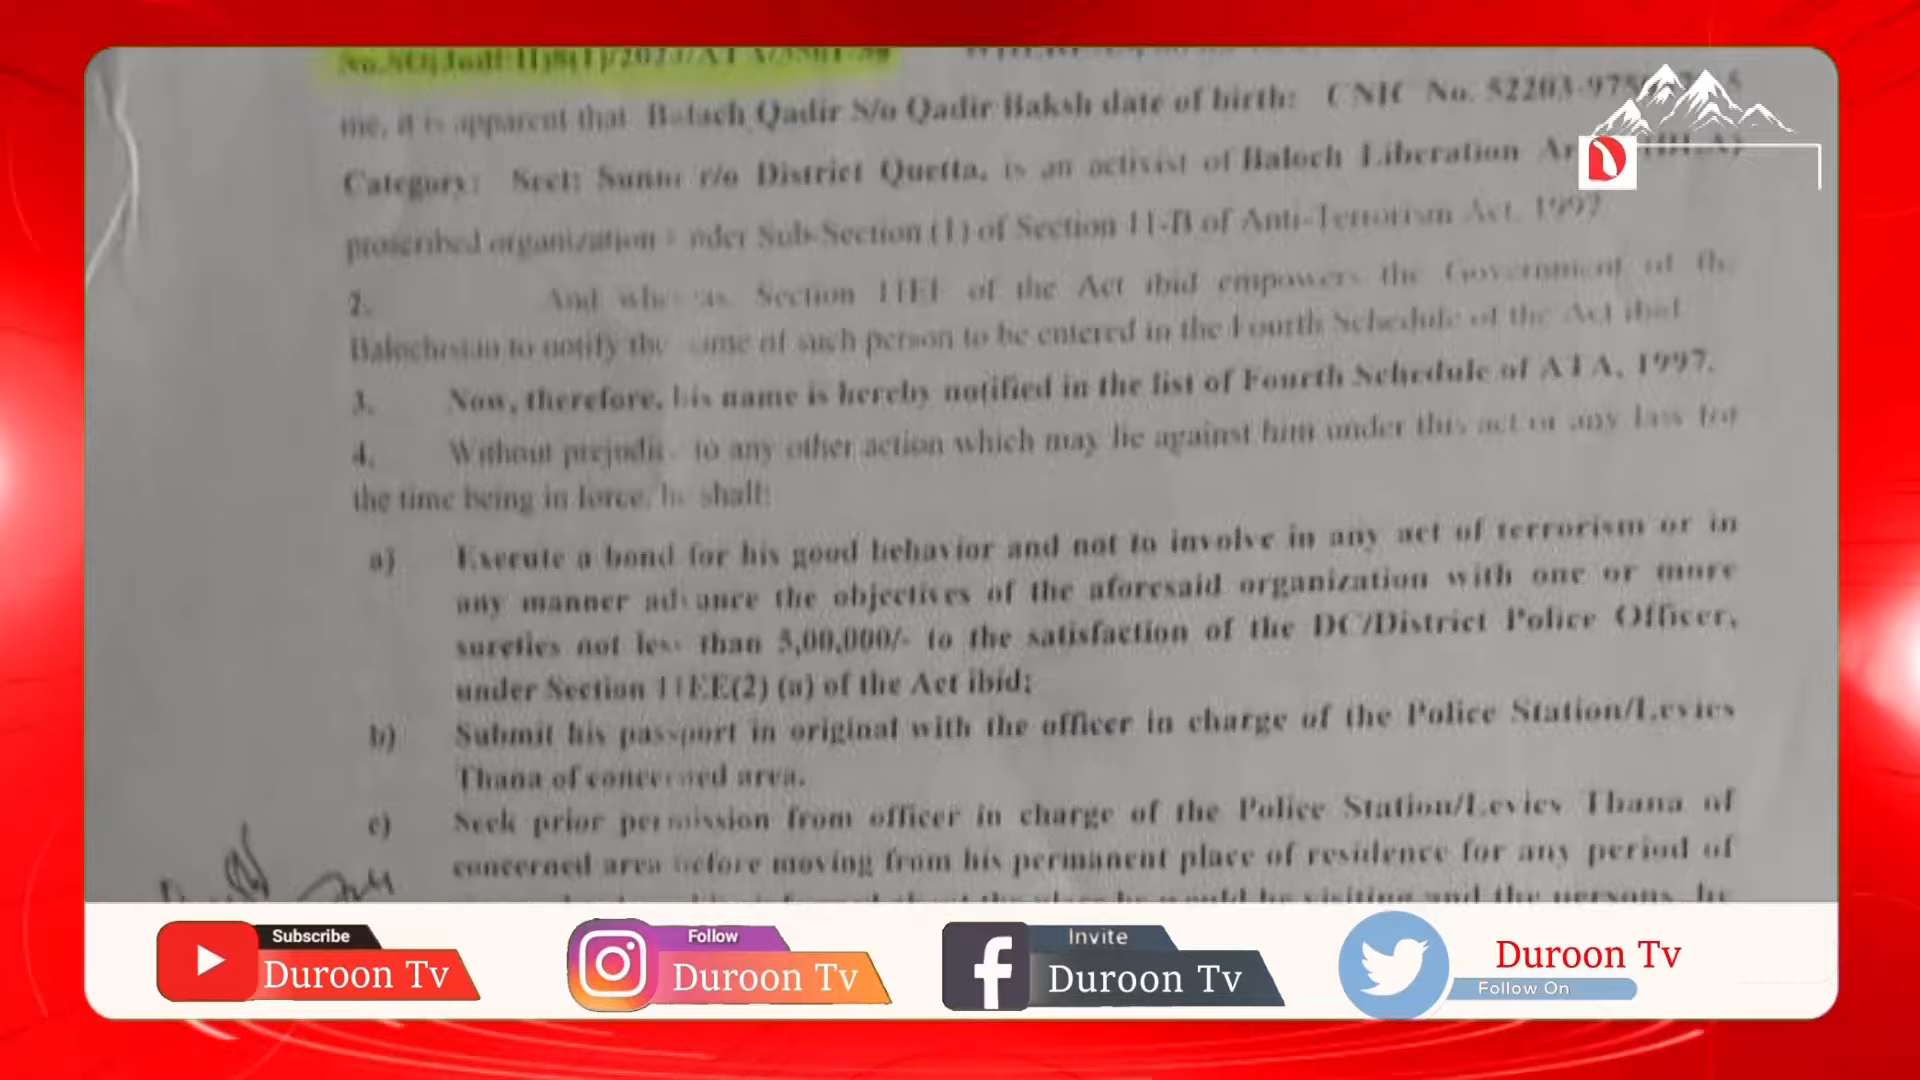 me, it is apparent that Balach Qadir S/o Qadir Baksh date of birth: CNIC No. 52203-975
Category: Sect: Sunni r/o District Quetta, is an activist of Baloch Liberation
proscribed organization under Sub-Section (1) of Section 11-B of Anti-Terrorism Act, 1997
2. And whereas, Section 11EE of the Act ibid empowers the Government of the
Balochistan to notify the name of such person to be entered in the Fourth Schedule of the Act ibid
3. Now, therefore, his name is hereby notified in the list of Fourth Schedule of ATA, 1997.
4. Without prejudice to any other action which may lie against him under this act or any law for
the time being in force, he shall:
a) Execute a bond for his good behavior and not to involve in any act of terrorism or in
any manner advance the objectives of the aforesaid organization with one or more
sureties not less than 5,00,000/- to the satisfaction of the DC/District Police Officer,
under Section 11EE(2) (a) of the Act ibid;
b) Submit his passport in original with the officer in charge of the Police Station/Levies
Thana of concerned area.
c) Seek prior permission from officer in charge of the Police Station/Levies Thana of
concerned area before moving from his permanent place of residence for any period of
Subscribe
Duroon Tv
Follow
Duroon Tv
Invite
Duroon Tv
Duroon Tv
Follow On